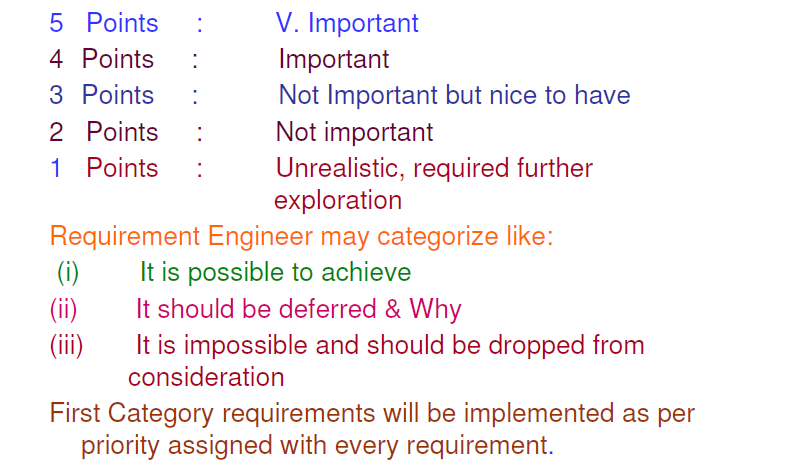 5 Points : V. Important
4 Points : Important
3 Points : Not Important but nice to have
2 Points : Not important
1 Points : Unrealistic, required further
exploration
Requirement Engineer may categorize like:
(i) It is possible to achieve
(ii) It should be deferred & Why
(iii) It is impossible and should be dropped from
consideration
First Category requirements will be implemented as per
priority assigned with every requirement.